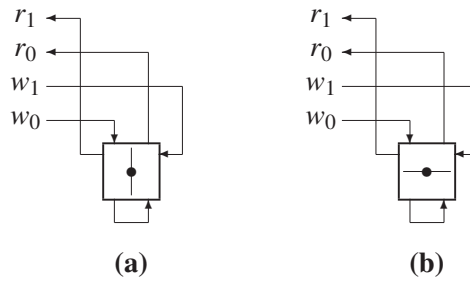 r₁ r₁
r₀ r₀
w₁ w₁
w₀ w₀
(a) (b)